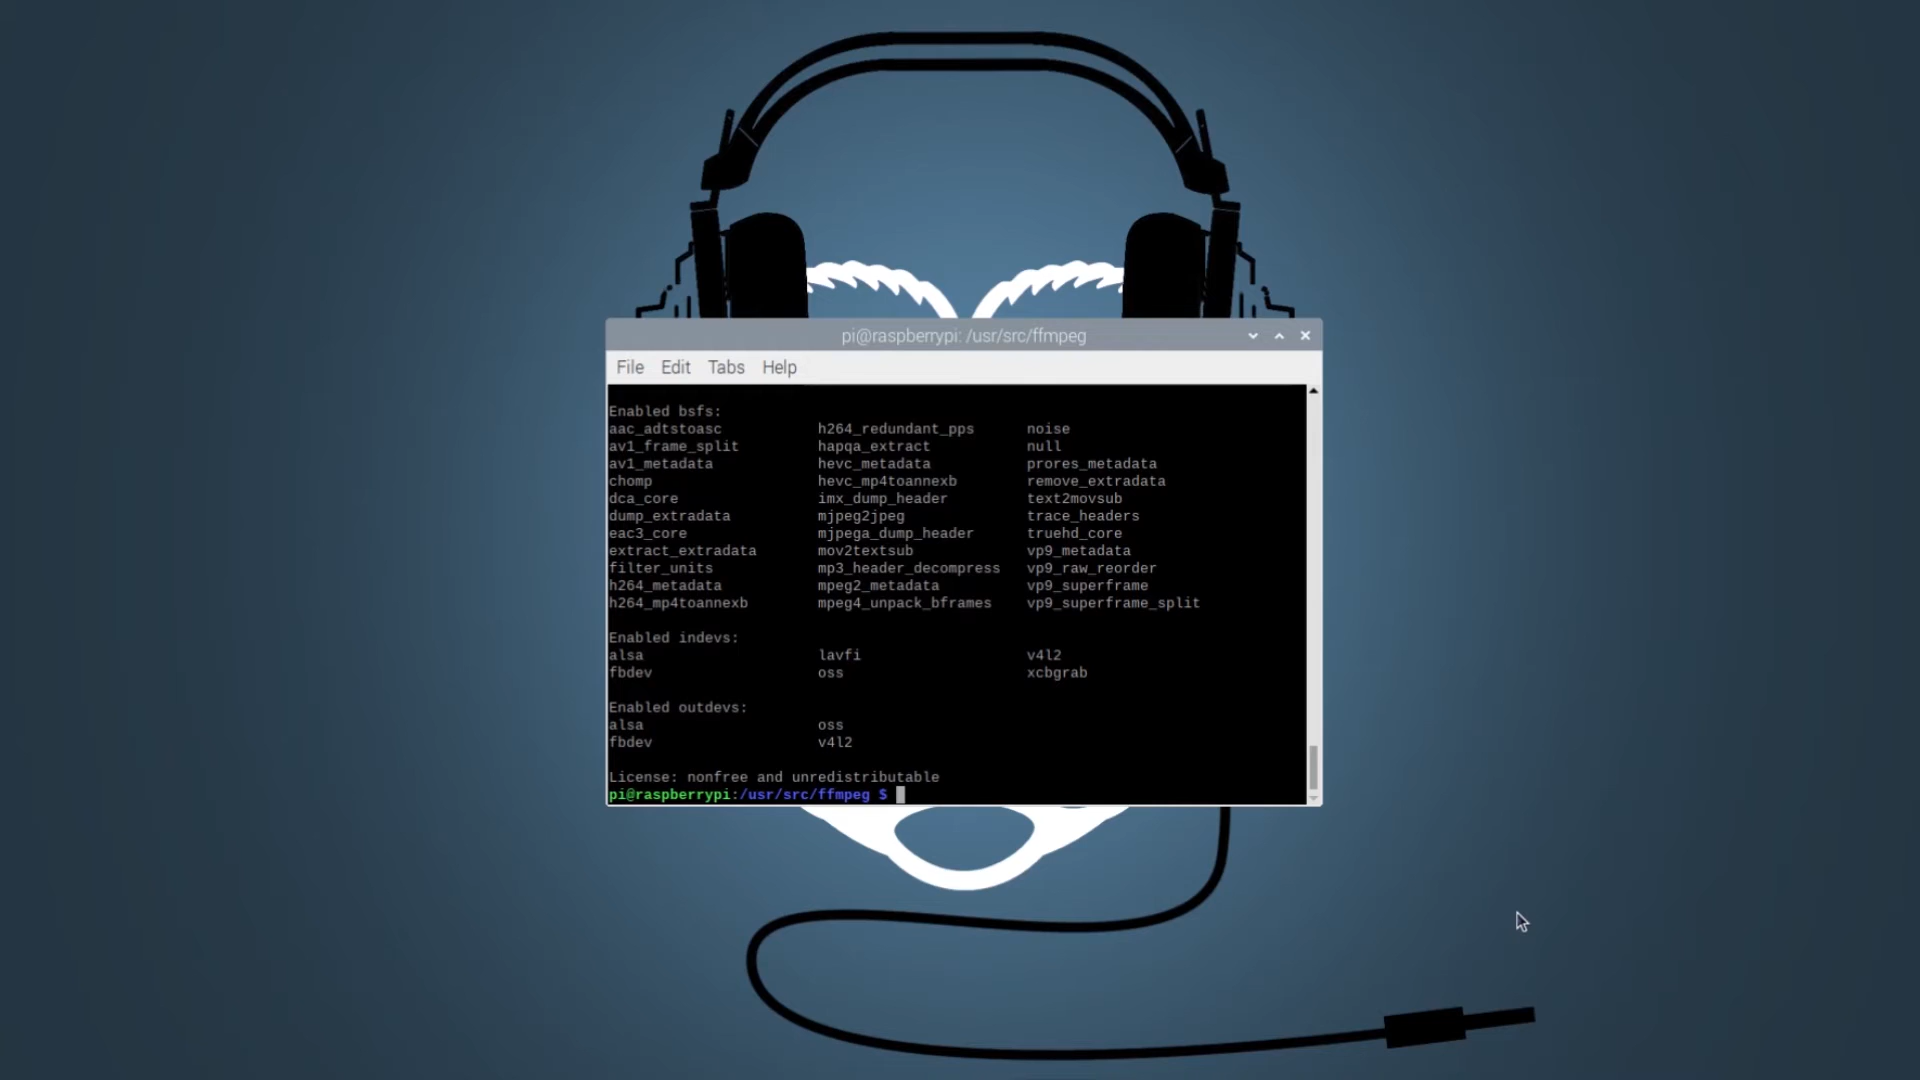 pi@raspberrypi: /usr/src/ffmpeg
File Edit Tabs Help
Enabled bsfs:
aac_adtstoasc h264_redundant_pps noise
av1_frame_split hapqa_extract null
av1_metadata hevc_metadata prores_metadata
chomp hevc_mp4toannexb remove_extradata
dca_core imx_dump_header text2movsub
dump_extradata mjpeg2jpeg trace_headers
eac3_core mjpega_dump_header truehd_core
extract_extradata mov2textsub vp9_metadata
filter_units mp3_header_decompress vp9_raw_reorder
h264_metadata mpeg2_metadata vp9_superframe
h264_mp4toannexb mpeg4_unpack_bframes vp9_superframe_split
Enabled indevs:
alsa lavfi v4l2
fbdev oss xcbgrab
Enabled outdevs:
alsa oss
fbdev v4l2
License: nonfree and unredistributable
pi@raspberrypi:/usr/src/ffmpeg $